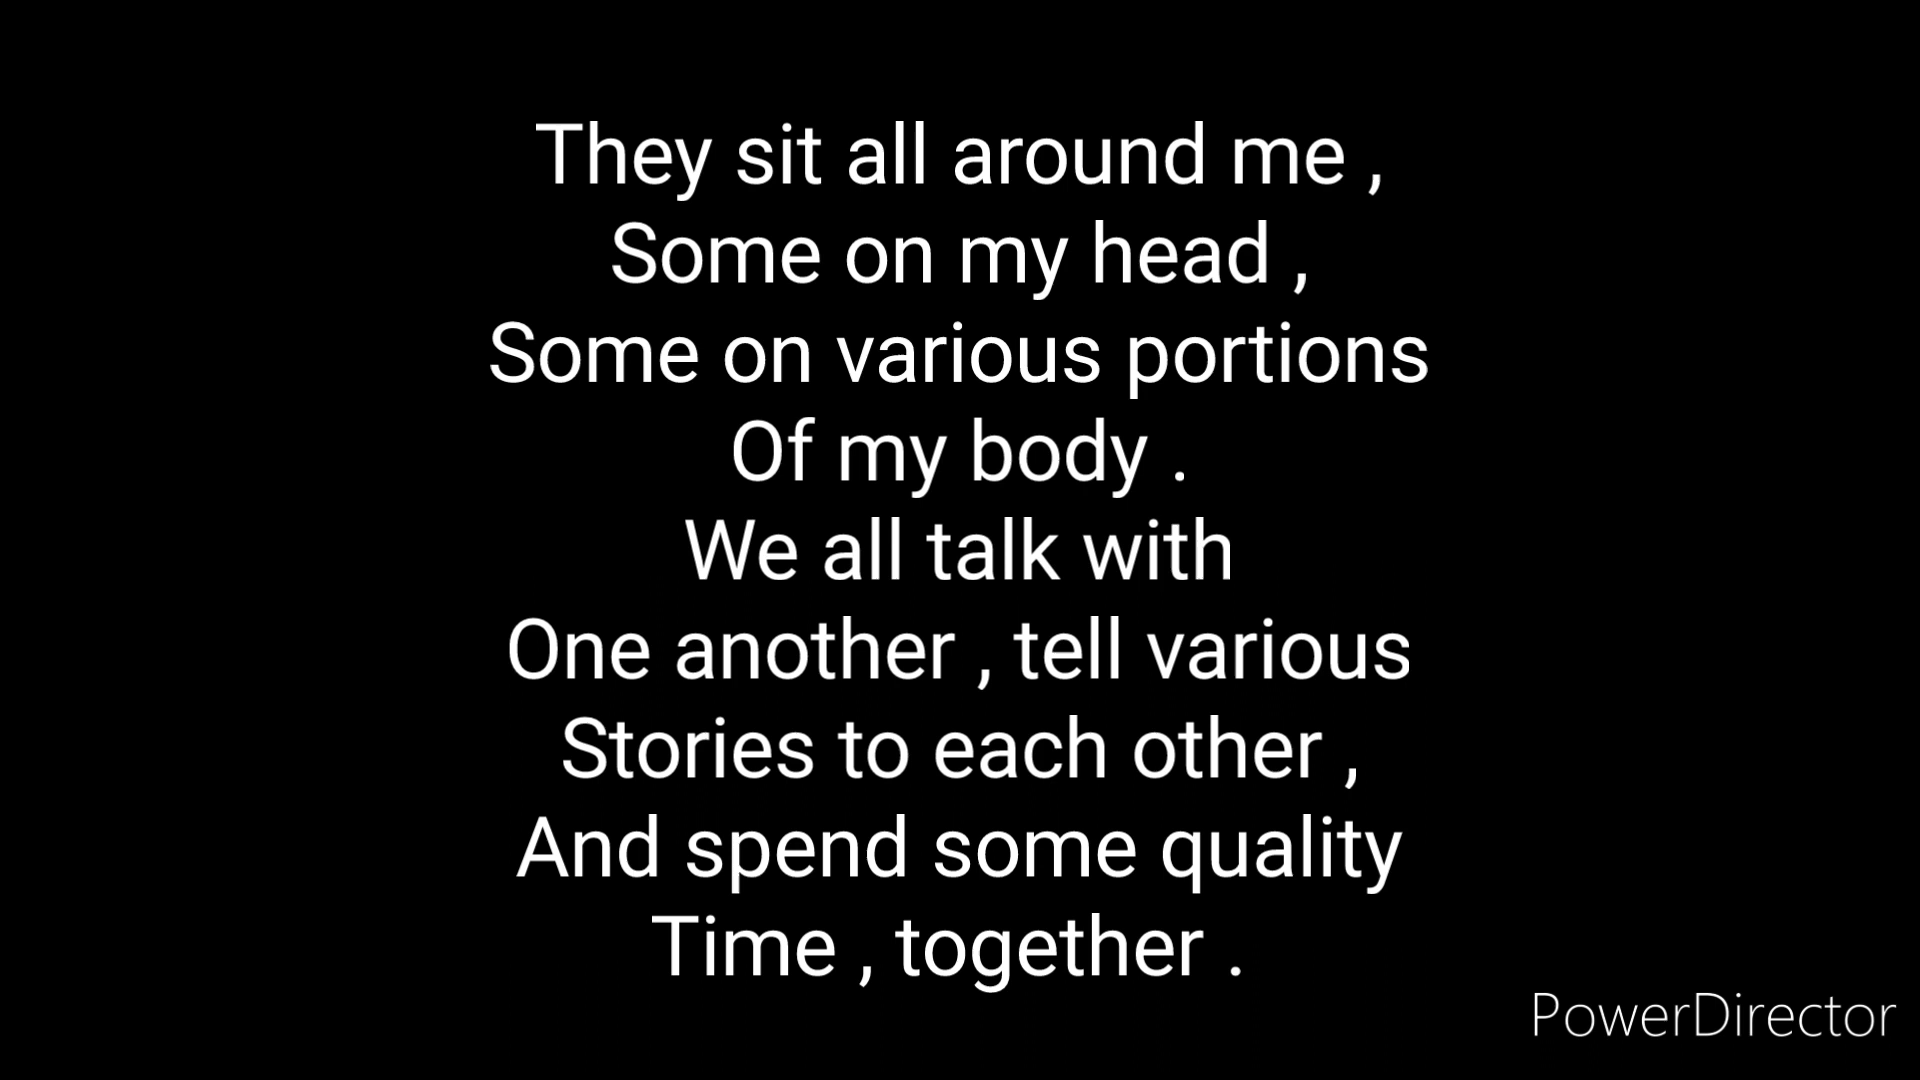 They sit all around me ,
Some on my head ,
Some on various portions
Of my body .
We all talk with
One another , tell various
Stories to each other ,
And spend some quality
Time , together .
PowerDirector